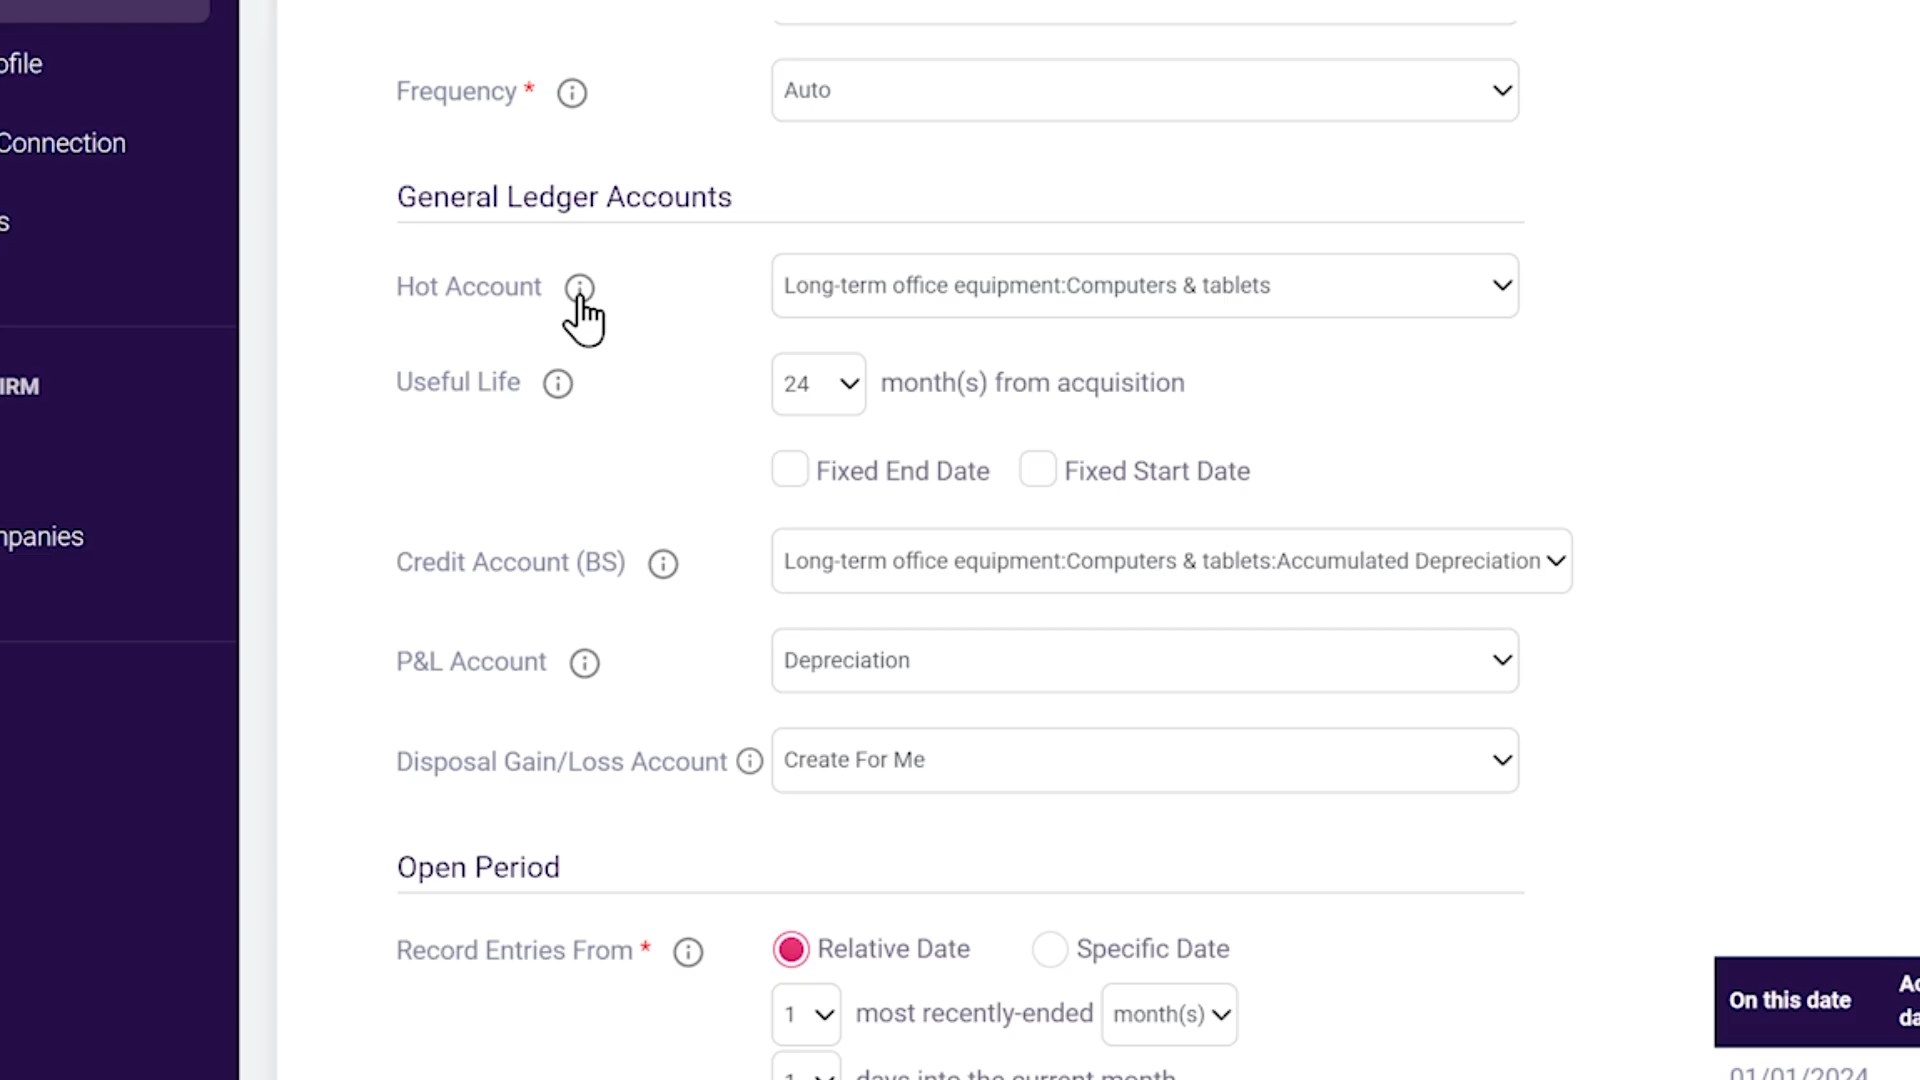 ofile
Connection
s
IRM
mpanies
Frequency *
Auto
General Ledger Accounts
Hot Account
Long-term office equipment:Computers & tablets
Useful Life
24 month(s) from acquisition
Fixed End Date Fixed Start Date
Credit Account (BS)
Long-term office equipment:Computers & tablets:Accumulated Depreciation
P&L Account
Depreciation
Disposal Gain/Loss Account
Create For Me
Open Period
Record Entries From *
Relative Date Specific Date
1 most recently-ended month(s)
1 days into the current month
On this date
Ac
da
01/01/2024